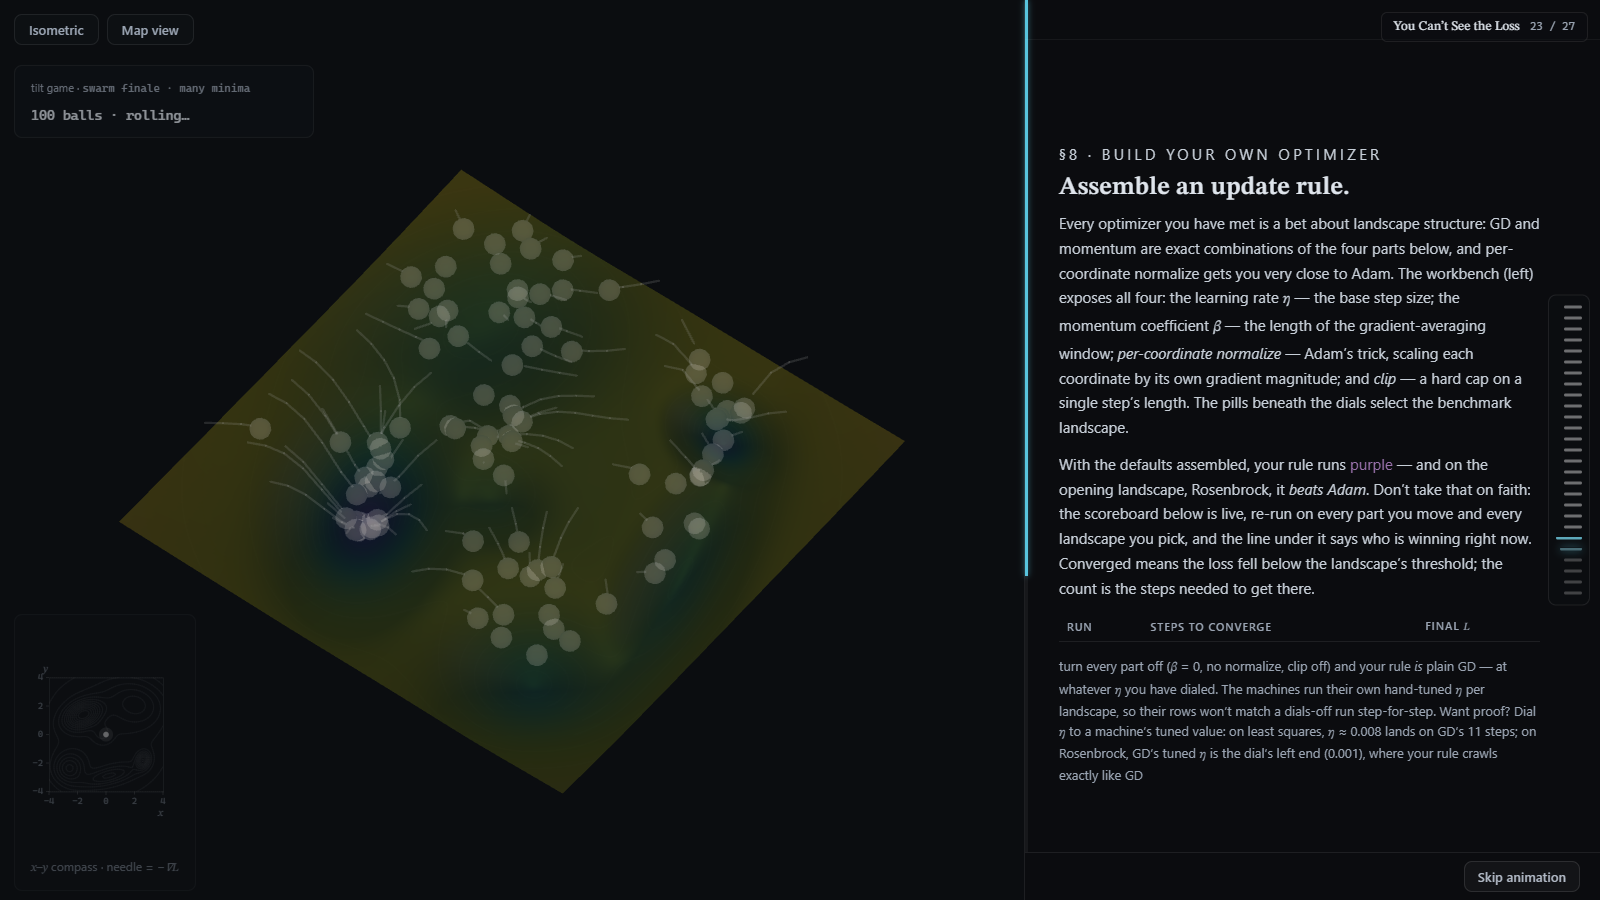 Isometric
Map view
tilt game · swarm finale · many minima
100 balls · rolling…
y
4
2
0
−2
−4
−4 −2 0 2 4
x
x–y compass · needle = −∇L
You Can’t See the Loss 23 / 27
§8 · BUILD YOUR OWN OPTIMIZER
Assemble an update rule.
Every optimizer you have met is a bet about landscape structure: GD and
momentum are exact combinations of the four parts below, and per-
coordinate normalize gets you very close to Adam. The workbench (left)
exposes all four: the learning rate η — the base step size; the
momentum coefficient β — the length of the gradient-averaging
window; per-coordinate normalize — Adam’s trick, scaling each
coordinate by its own gradient magnitude; and clip — a hard cap on a
single step’s length. The pills beneath the dials select the benchmark
landscape.
With the defaults assembled, your rule runs purple — and on the
opening landscape, Rosenbrock, it beats Adam. Don’t take that on faith:
the scoreboard below is live, re-run on every part you move and every
landscape you pick, and the line under it says who is winning right now.
Converged means the loss fell below the landscape’s threshold; the
count is the steps needed to get there.
RUN STEPS TO CONVERGE FINAL L
turn every part off (β = 0, no normalize, clip off) and your rule is plain GD — at
whatever η you have dialed. The machines run their own hand-tuned η per
landscape, so their rows won’t match a dials-off run step-for-step. Want proof? Dial
η to a machine’s tuned value: on least squares, η ≈ 0.008 lands on GD’s 11 steps; on
Rosenbrock, GD’s tuned η is the dial’s left end (0.001), where your rule crawls
exactly like GD
Skip animation